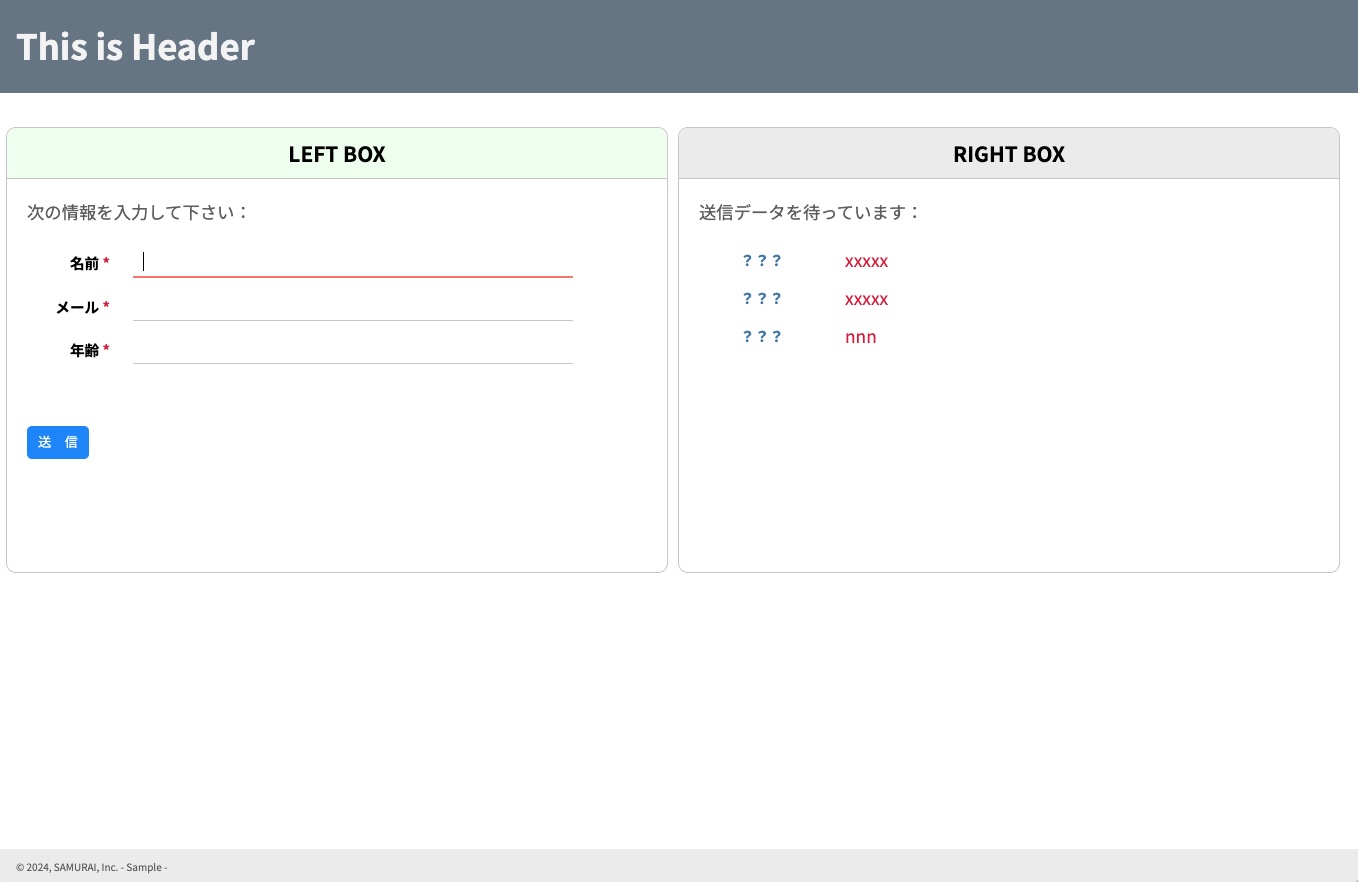 This is Header
LEFT BOX
次の情報を入力して下さい：
名前 *
メール *
年齢 *
送　信
RIGHT BOX
送信データを待っています：
？？？ xxxxx
？？？ xxxxx
？？？ nnn
© 2024, SAMURAI, Inc. - Sample -